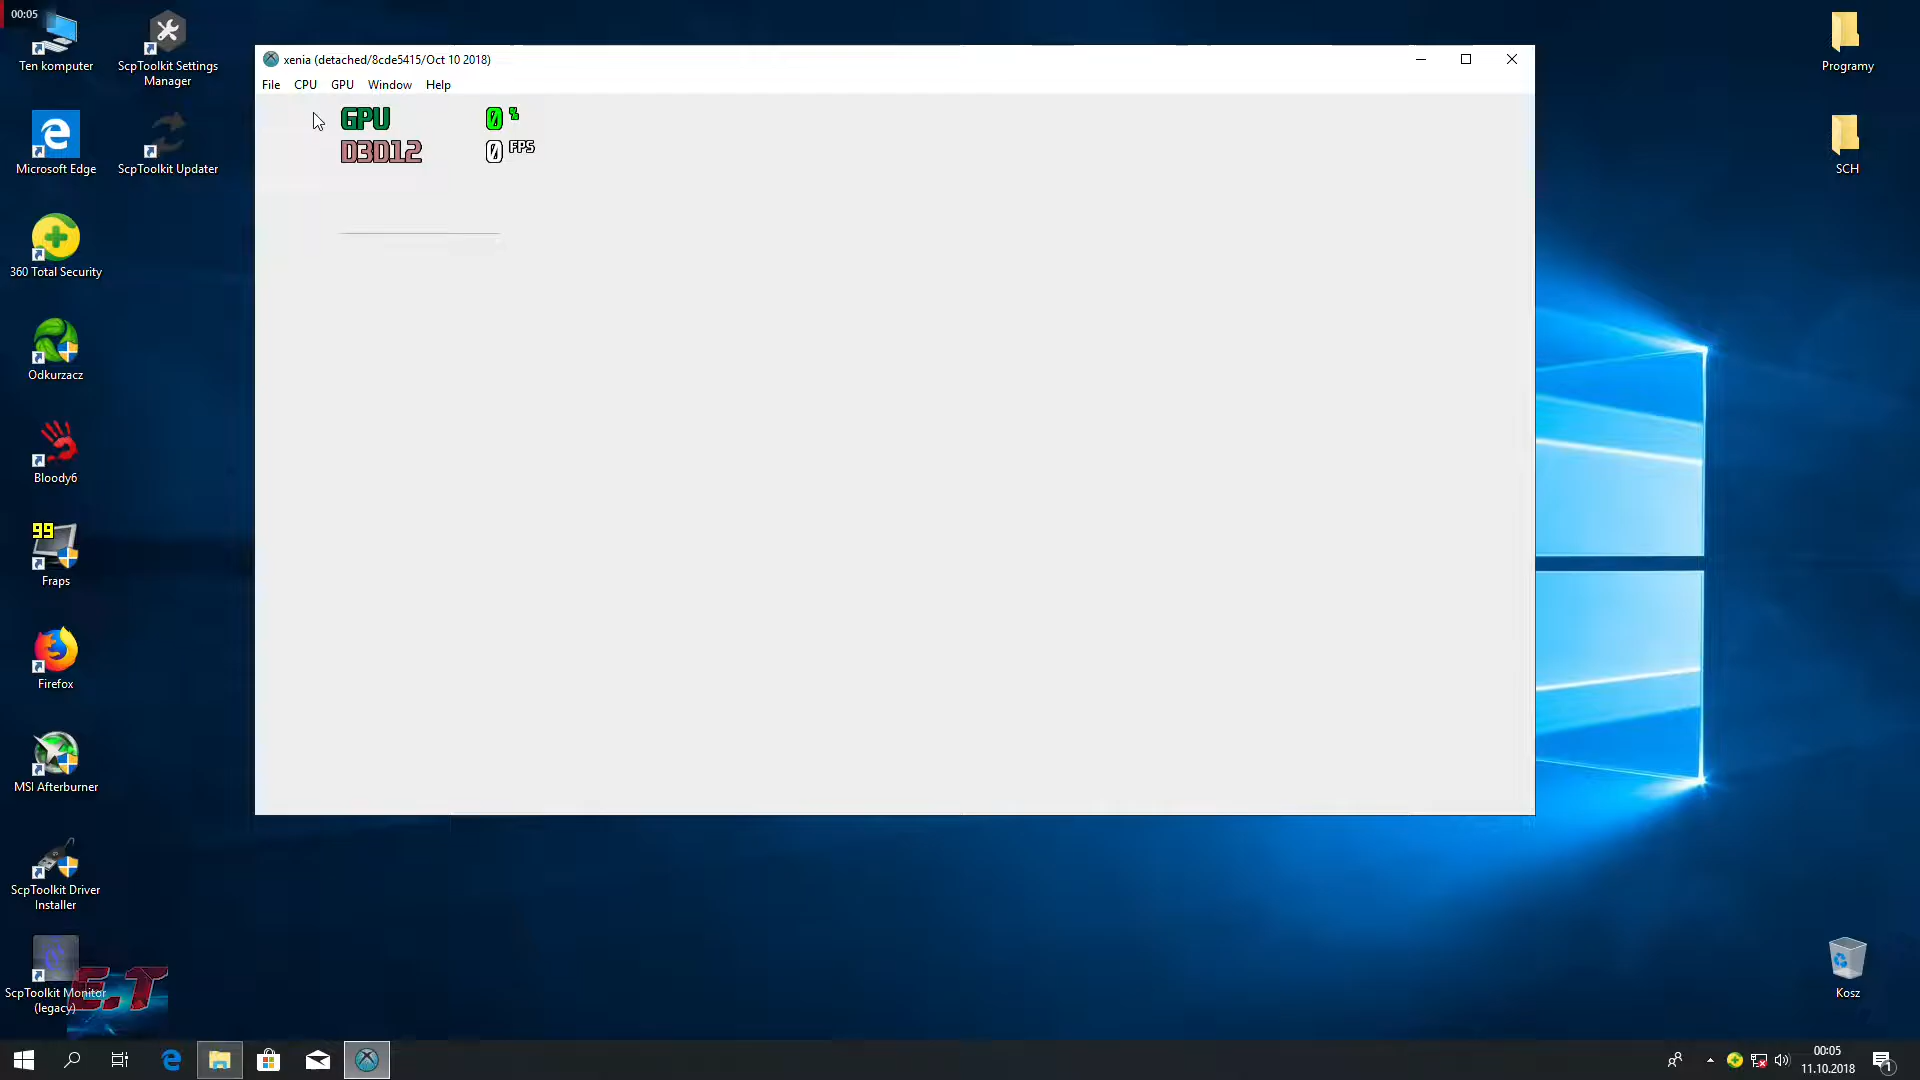 00:05
Ten komputer
ScpToolkit Settings
Manager
Microsoft Edge
ScpToolkit Updater
360 Total Security
Odkurzacz
Bloody6
99
Fraps
Firefox
MSI Afterburner
ScpToolkit Driver
Installer
ScpToolkit Monitor
(legacy)
E.T
xenia (detached/8cde5415/Oct 10 2018)
File CPU GPU Window Help
GPU 0 %
D3D12 0 FPS
Programy
SCH
Kosz
00:05
11.10.2018
1